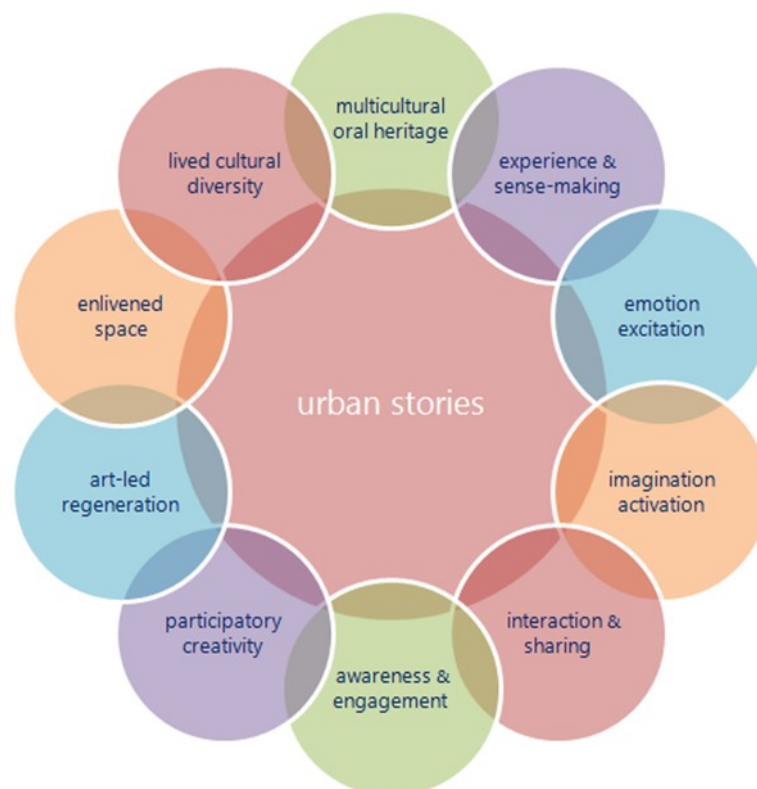 multicultural
oral heritage
experience &
sense-making
emotion
excitation
imagination
activation
interaction &
sharing
awareness &
engagement
participatory
creativity
art-led
regeneration
enlivened
space
lived cultural
diversity
urban stories